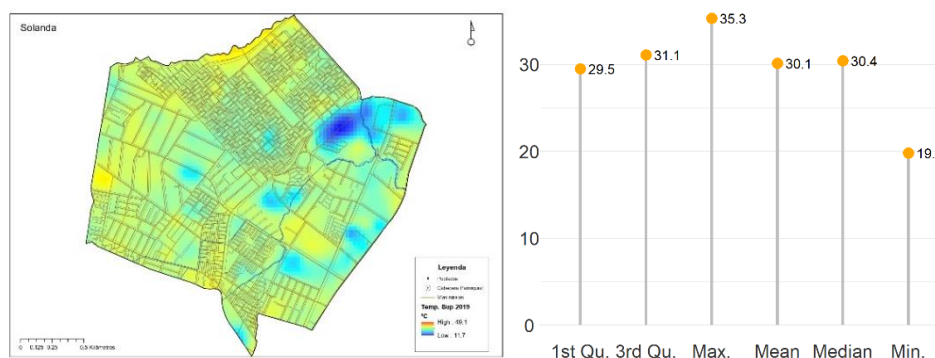 Solanda
Leyenda
Temp. Sup 2019
°C
High : 49,1
Low : 11,7
0 0,125 0,25 0,5 Kilómetros
35.3
31.1
30.1
30.4
29.5
19.
30
20
10
0
1st Qu. 3rd Qu. Max. Mean Median Min.